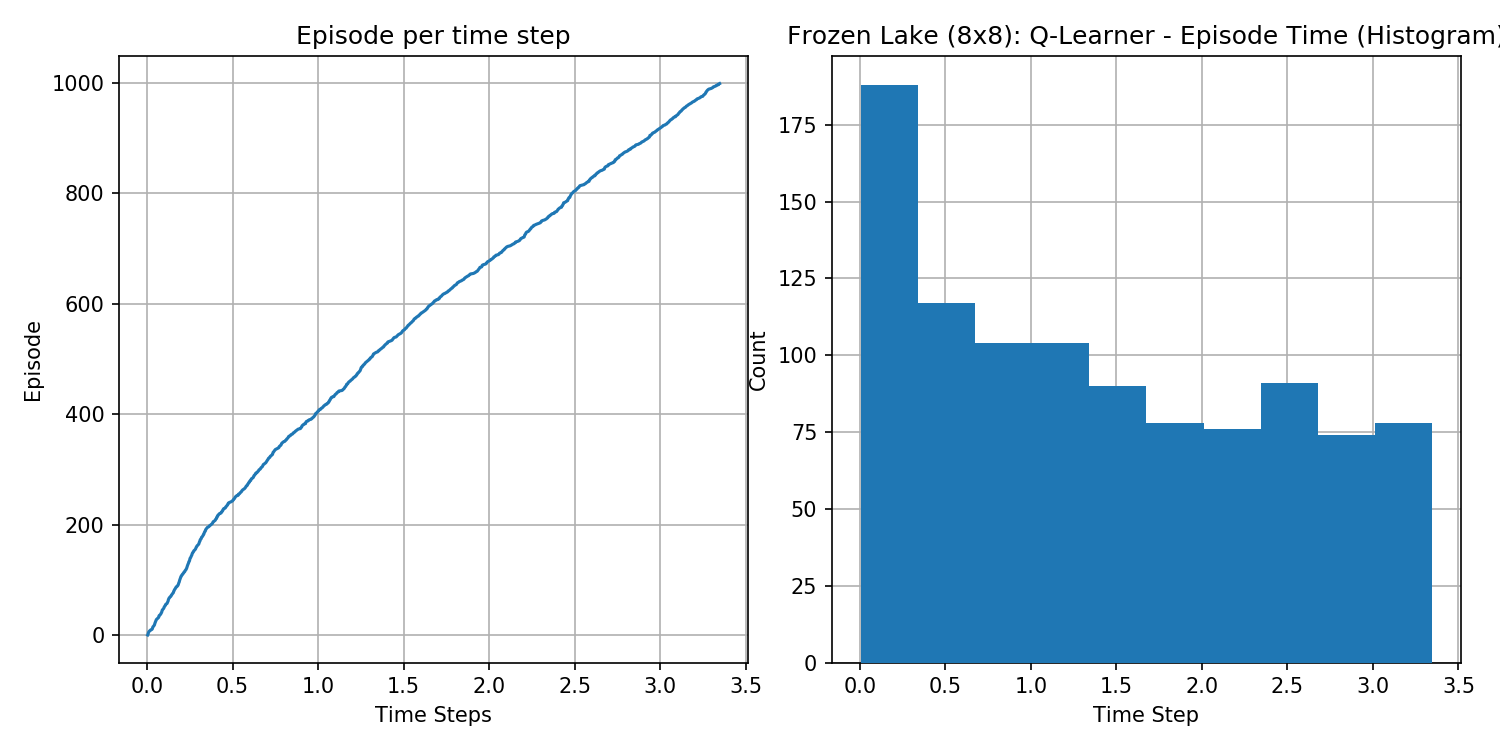 Episode per time step
1000
800
600
400
200
0
Episode
0.0 0.5 1.0 1.5 2.0 2.5 3.0 3.5
Time Steps
Frozen Lake (8x8): Q-Learner - Episode Time (Histogram)
175
150
125
100
75
50
25
0
Count
0.0 0.5 1.0 1.5 2.0 2.5 3.0 3.5
Time Step